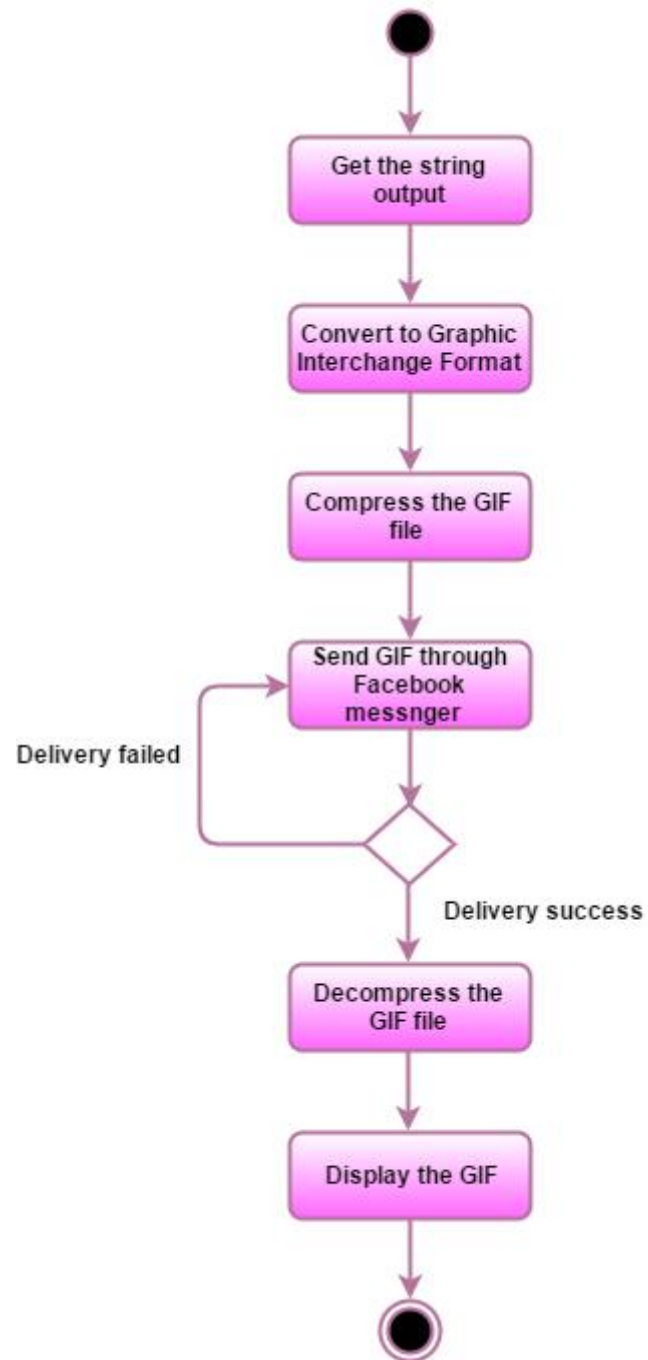 Get the string
output
Convert to Graphic
Interchange Format
Compress the GIF
file
Send GIF through
Facebook
messnger
Delivery failed
Delivery success
Decompress the
GIF file
Display the GIF